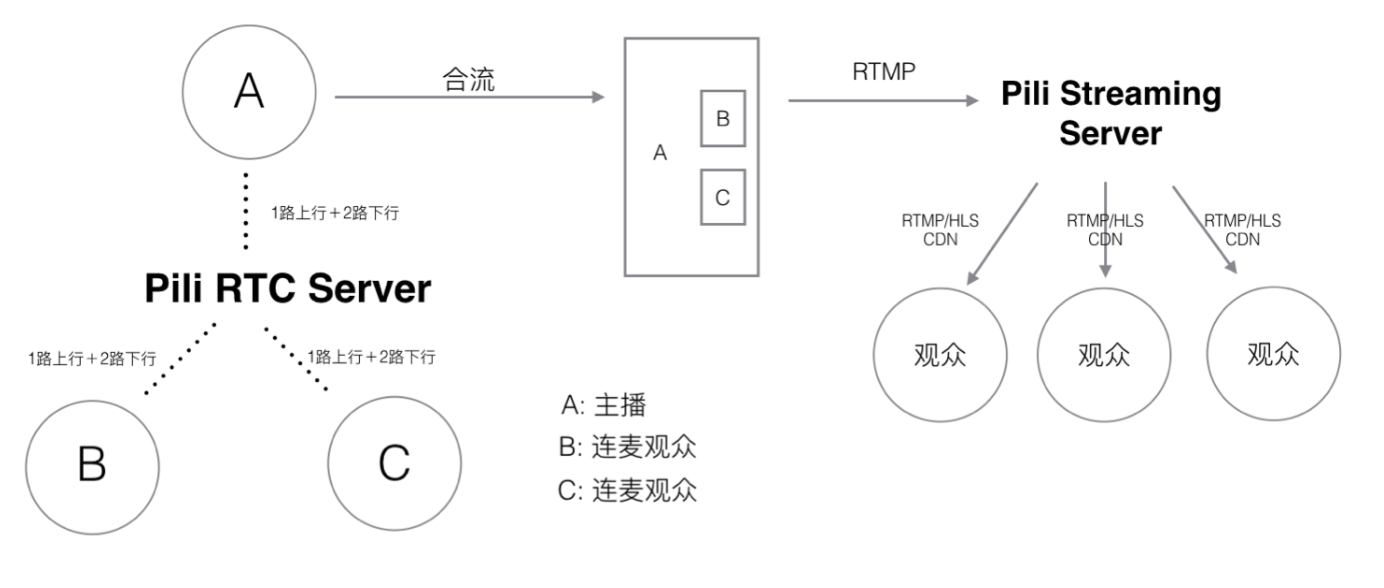 A
合流
A
B
C
RTMP
Pili Streaming
Server
1路上行+2路下行
Pili RTC Server
1路上行+2路下行
1路上行+2路下行
B
C
A: 主播
B: 连麦观众
C: 连麦观众
RTMP/HLS
CDN
RTMP/HLS
CDN
RTMP/HLS
CDN
观众
观众
观众